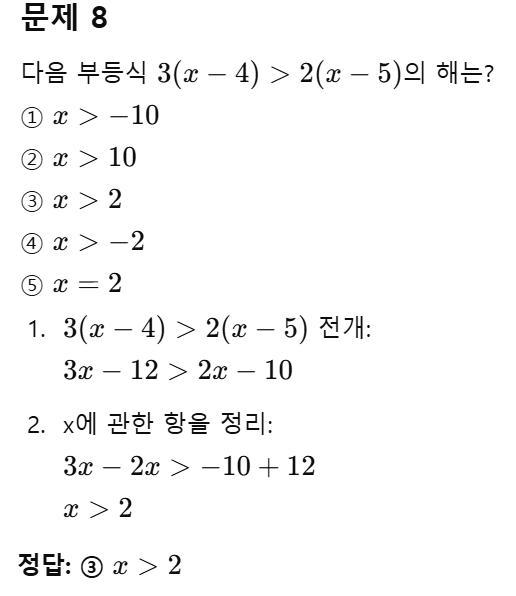 문제 8
다음 부등식 3(x − 4) > 2(x − 5)의 해는?
① x > −10
② x > 10
③ x > 2
④ x > −2
⑤ x = 2
1. 3(x − 4) > 2(x − 5) 전개:
3x − 12 > 2x − 10
2. x에 관한 항을 정리:
3x − 2x > −10 + 12
x > 2
정답: ③ x > 2